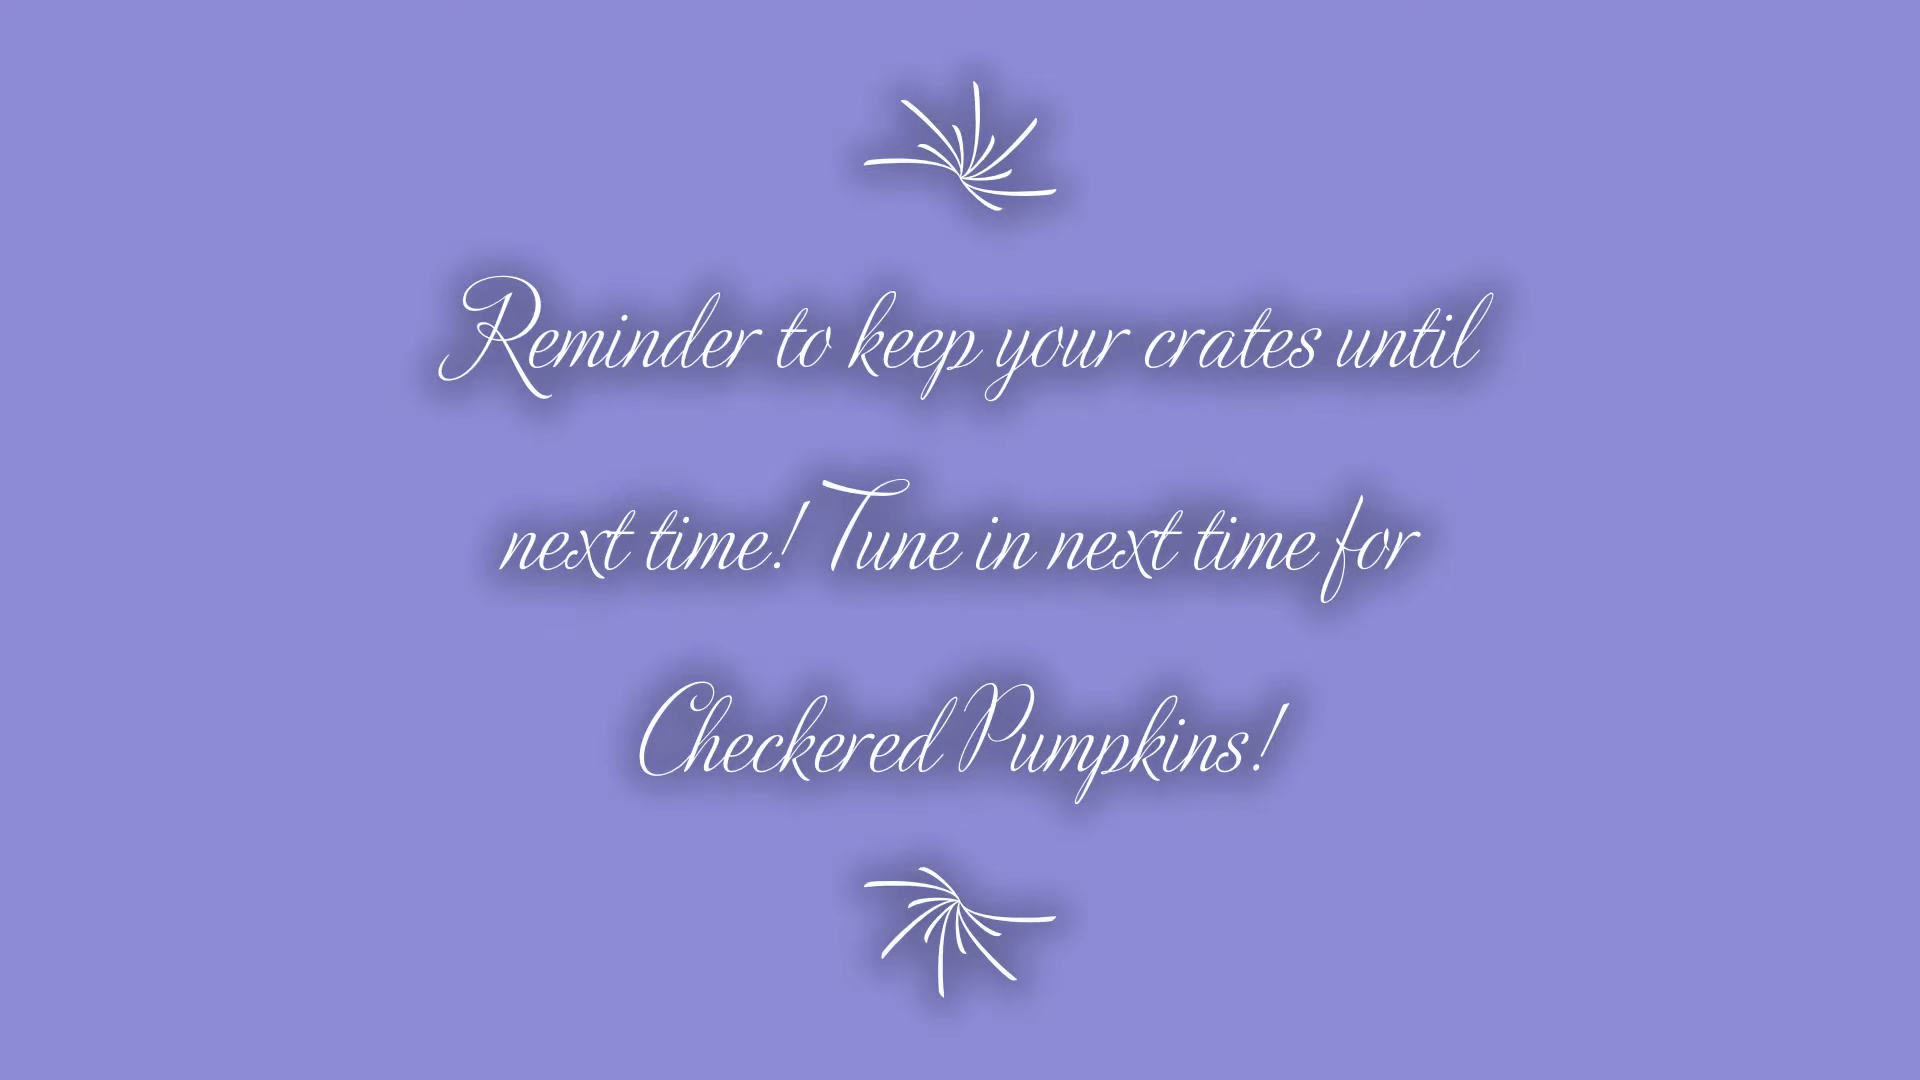 Reminder to keep your crates until
next time! Tune in next time for
Checkered Pumpkins!